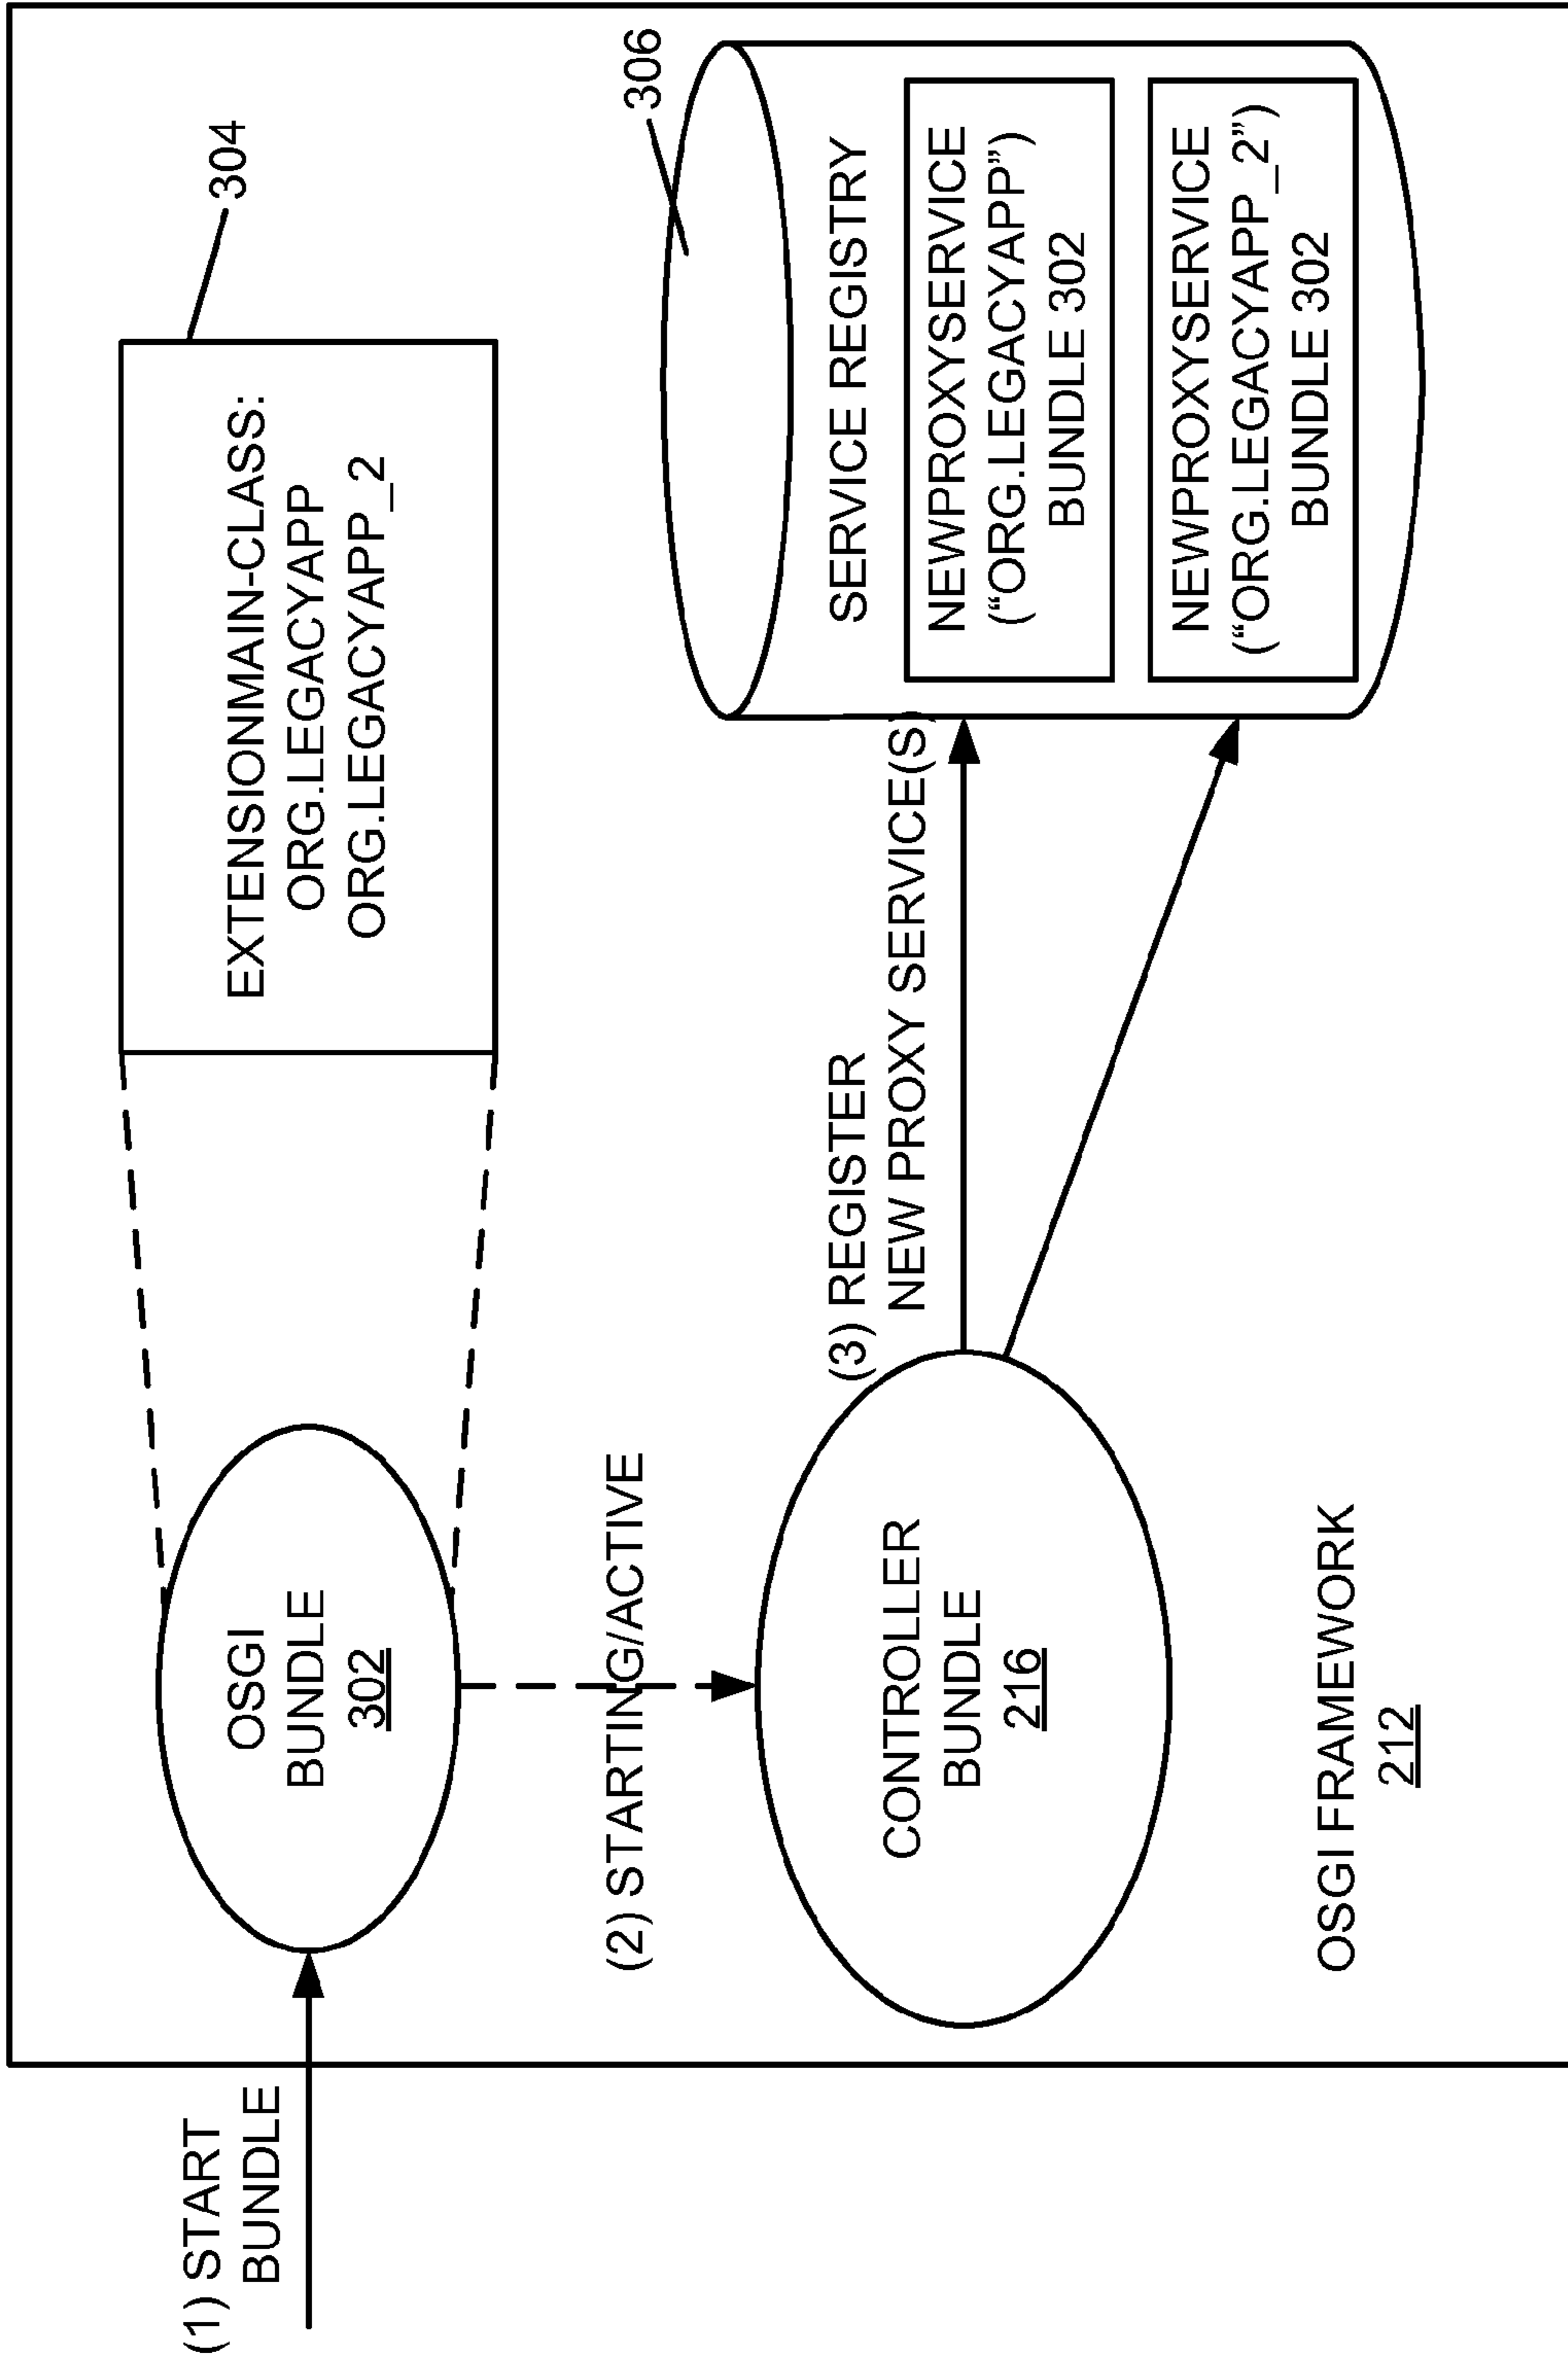 (1) START
BUNDLE
OSGI
BUNDLE
302
EXTENSIONMAIN-CLASS:
ORG.LEGACYAPP
ORG.LEGACYAPP_2
304
(2) STARTING/ACTIVE
306
CONTROLLER
BUNDLE
216
(3) REGISTER
NEW PROXY SERVICE(S)
SERVICE REGISTRY
NEWPROXYSERVICE
(“ORG.LEGACYAPP”)
BUNDLE 302
NEWPROXYSERVICE
(“ORG.LEGACYAPP_2”)
BUNDLE 302
OSGI FRAMEWORK
212